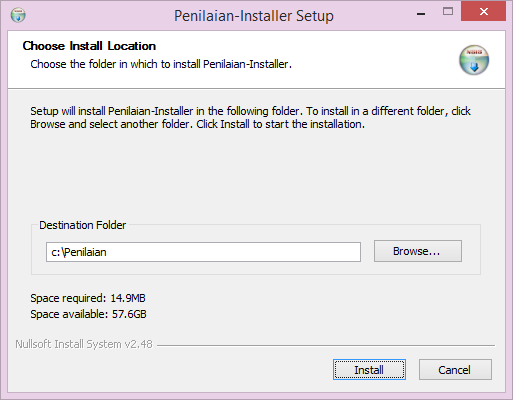 Penilaian-Installer Setup
Choose Install Location
Choose the folder in which to install Penilaian-Installer.
Setup will install Penilaian-Installer in the following folder. To install in a different folder, click
Browse and select another folder. Click Install to start the installation.
Destination Folder
c:\Penilaian
Browse...
Space required: 14.9MB
Space available: 57.6GB
Nullsoft Install System v2.48
Install
Cancel